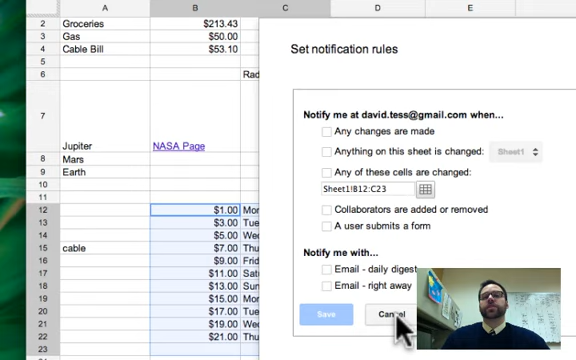 A B C D E
2 Groceries $213.43
3 Gas $50.00
4 Cable Bill $53.10
5
6 Rad
7 Jupiter NASA Page
8 Mars
9 Earth
10
11
12 $1.00 Mon
13 $3.00 Tue
14 $5.00 Wed
15 cable $7.00 Thu
16 $9.00 Frid
17 $11.00 Satu
18 $13.00 Sun
19 $15.00 Mon
20 $17.00 Tue
21 $19.00 Wed
22 $21.00 Thu
23
Set notification rules
Notify me at david.tess@gmail.com when...
Any changes are made
Anything on this sheet is changed: Sheet1
Any of these cells are changed:
Sheet1!B12:C23
Collaborators are added or removed
A user submits a form
Notify me with...
Email - daily digest
Email - right away
Save Cancel